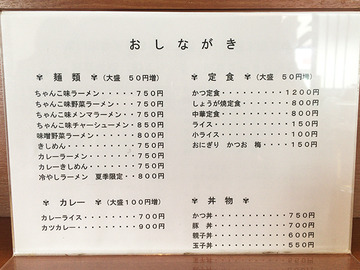 おしながき
✾ 麺 類 ✾ (大盛 50円増)
ちゃんこ味ラーメン・・・・・750円
ちゃんこ味野菜ラーメン・・・・750円
ちゃんこ味メンマラーメン・・・750円
ちゃんこ味チャーシューメン・・850円
味噌野菜ラーメン・・・・・・800円
きしめん・・・・・・・・・・750円
カレーラーメン・・・・・・・750円
カレーきしめん・・・・・・・750円
冷やしラーメン 夏季限定・・800円
✾ カレー ✾ (大盛100円増)
カレーライス・・・・・・・・700円
カツカレー・・・・・・・・・900円
✾ 定食 ✾ (大盛 50円増)
かつ定食・・・・・・・・1200円
しょうが焼定食・・・・・・800円
中華定食・・・・・・・・・800円
ライス・・・・・・・・・・150円
小ライス・・・・・・・・・100円
おにぎり かつお 梅・・・・150円
✾ 丼物 ✾
かつ丼・・・・・・・・・・750円
豚 丼・・・・・・・・・・700円
親子丼・・・・・・・・・・600円
玉子丼・・・・・・・・・・550円